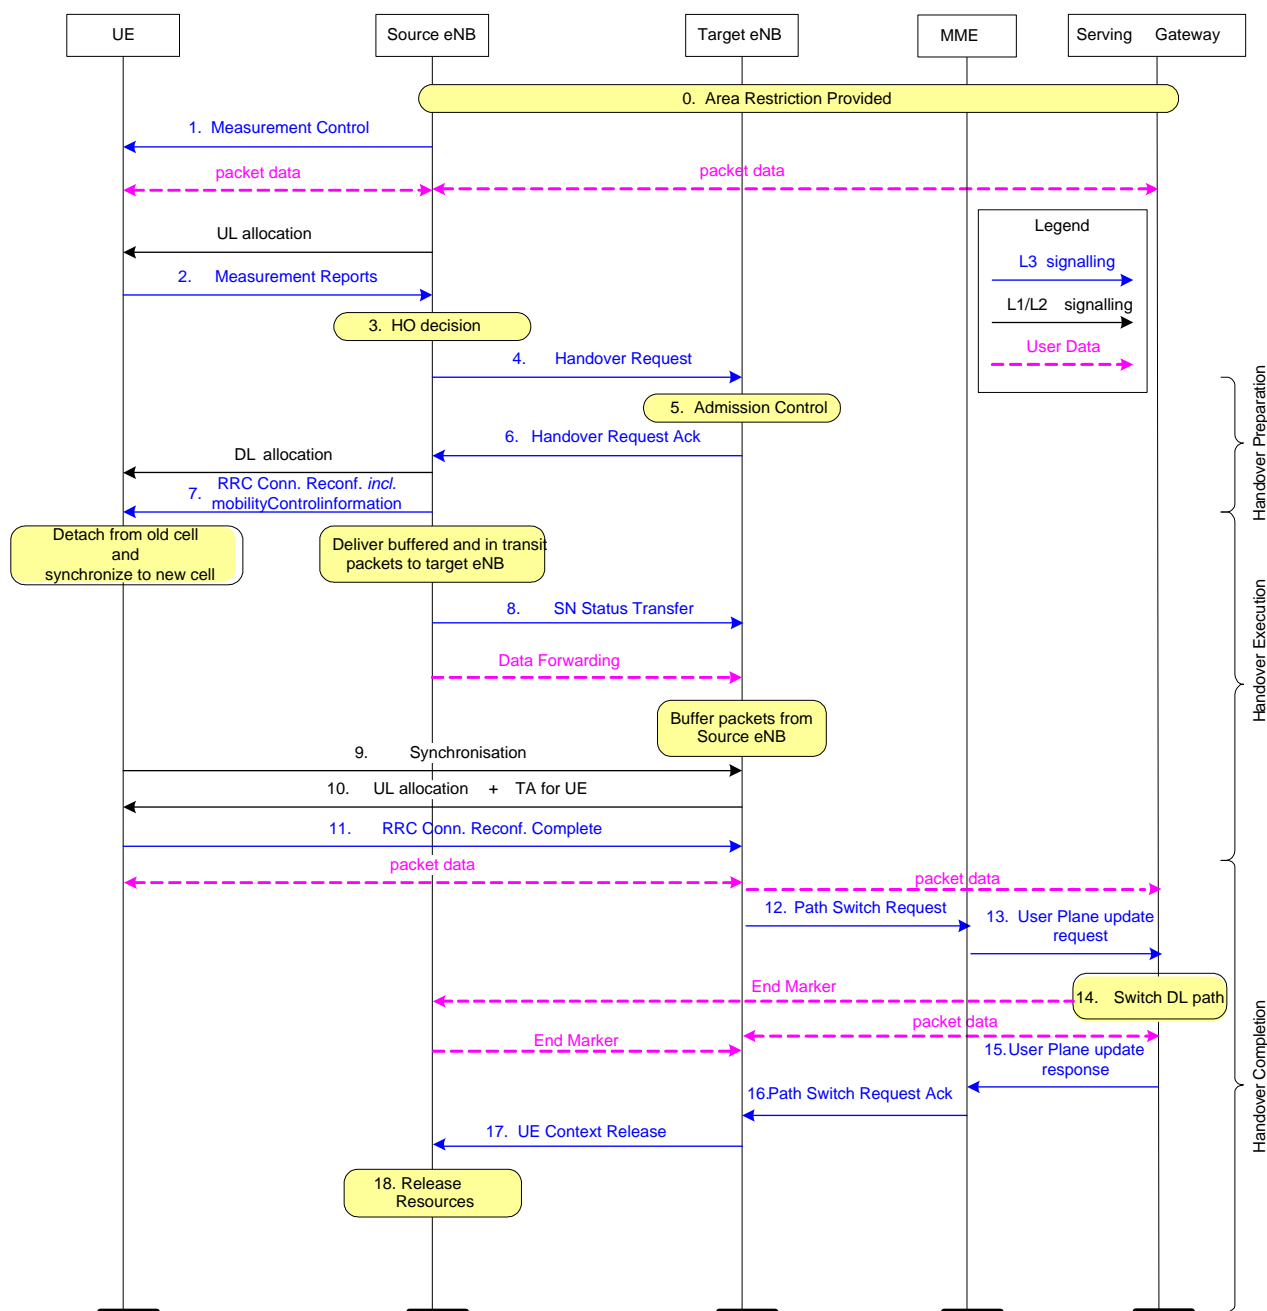 UE
Source eNB
Target eNB
MME
Serving Gateway
0. Area Restriction Provided
1. Measurement Control
packet data
packet data
Legend
L3 signalling
L1/L2 signalling
User Data
UL allocation
2. Measurement Reports
3. HO decision
4. Handover Request
5. Admission Control
6. Handover Request Ack
DL allocation
7. RRC Conn. Reconf. incl.
mobilityControlinformation
Handover Preparation
Detach from old cell
and
synchronize to new cell
Deliver buffered and in transit
packets to target eNB
8. SN Status Transfer
Data Forwarding
Buffer packets from
Source eNB
9. Synchronisation
10. UL allocation + TA for UE
11. RRC Conn. Reconf. Complete
Handover Execution
packet data
packet data
12. Path Switch Request
13. User Plane update
request
End Marker
14. Switch DL path
packet data
End Marker
15.User Plane update
response
16.Path Switch Request Ack
17. UE Context Release
18. Release
Resources
Handover Completion